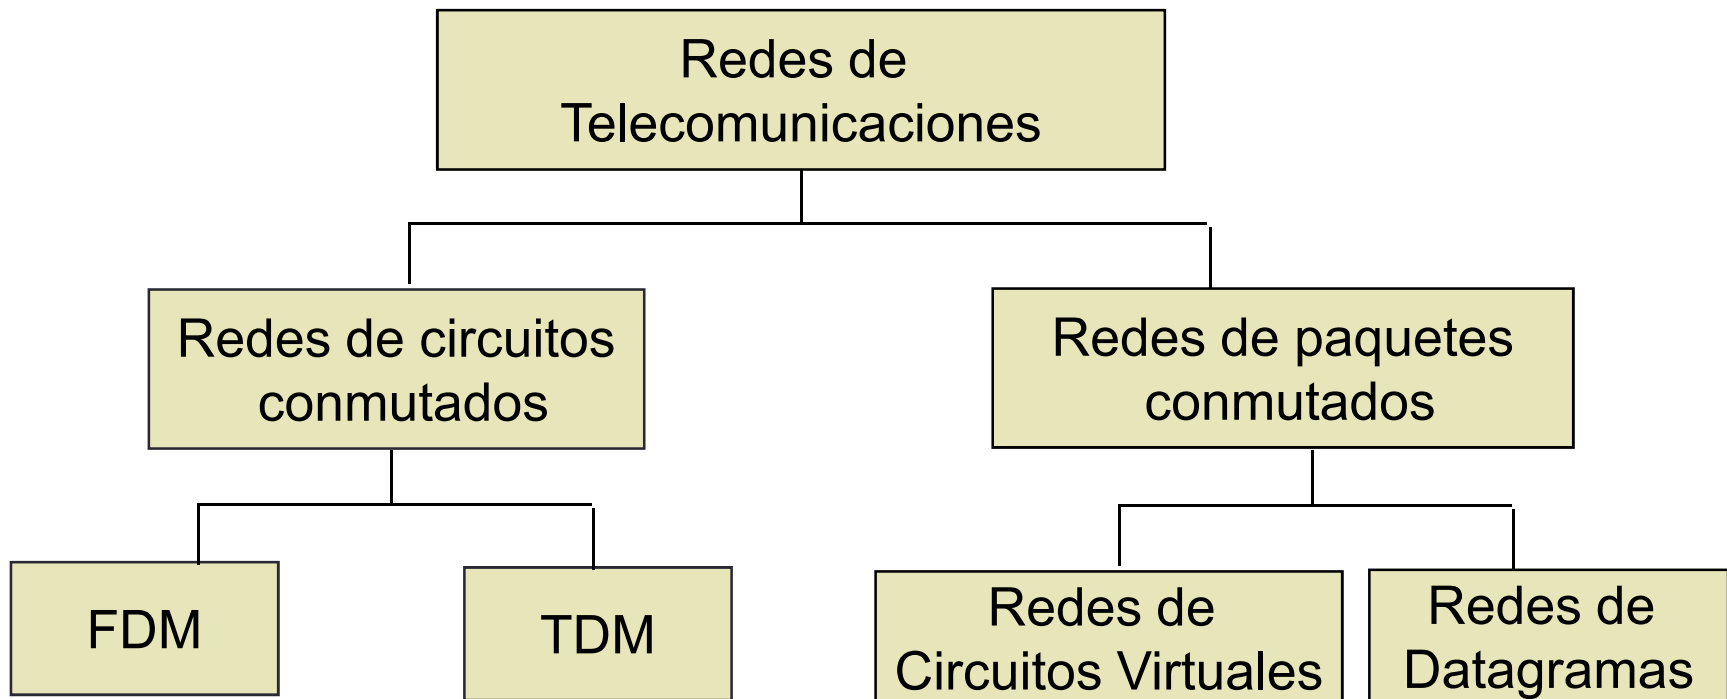 Redes de
Telecomunicaciones
Redes de circuitos
conmutados
Redes de paquetes
conmutados
FDM
TDM
Redes de
Circuitos Virtuales
Redes de
Datagramas